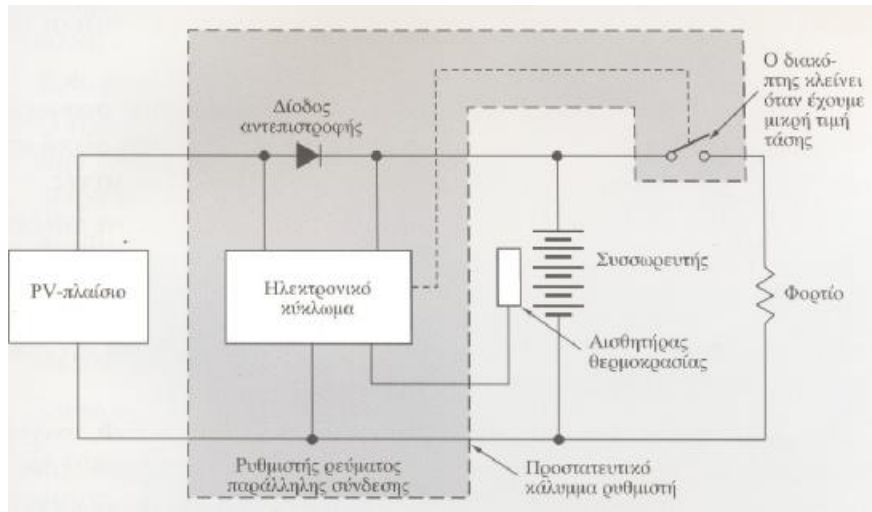 Ο διακό-
πτης κλείνει
όταν έχουμε
μικρή τιμή
τάσης
Δίοδος
αντεπιστροφής
PV-πλαίσιο
Ηλεκτρονικό
κύκλωμα
Συσσωρευτής
Φορτίο
Αισθητήρας
θερμοκρασίας
Ρυθμιστής ρεύματος
παράλληλης σύνδεσης
Προστατευτικό
κάλυμμα ρυθμιστή